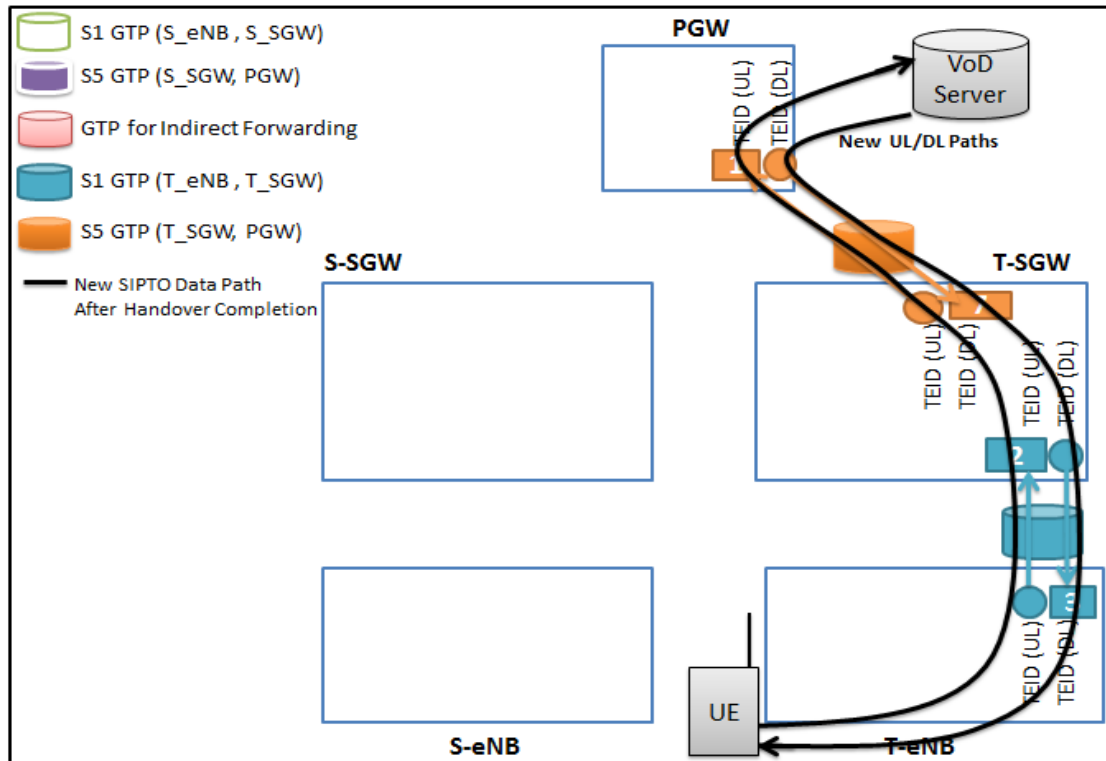 S1 GTP (S_eNB , S_SGW)
S5 GTP (S_SGW, PGW)
GTP for Indirect Forwarding
S1 GTP (T_eNB , T_SGW)
S5 GTP (T_SGW, PGW)
New SIPTO Data Path
After Handover Completion
PGW
TEID (UL)
TEID (DL)
1
VoD
Server
New UL/DL Paths
S-SGW
T-SGW
7
TEID (UL)
TEID (DL)
TEID (UL)
TEID (DL)
2
3
TEID (UL)
TEID (DL)
UE
S-eNB
T-eNB